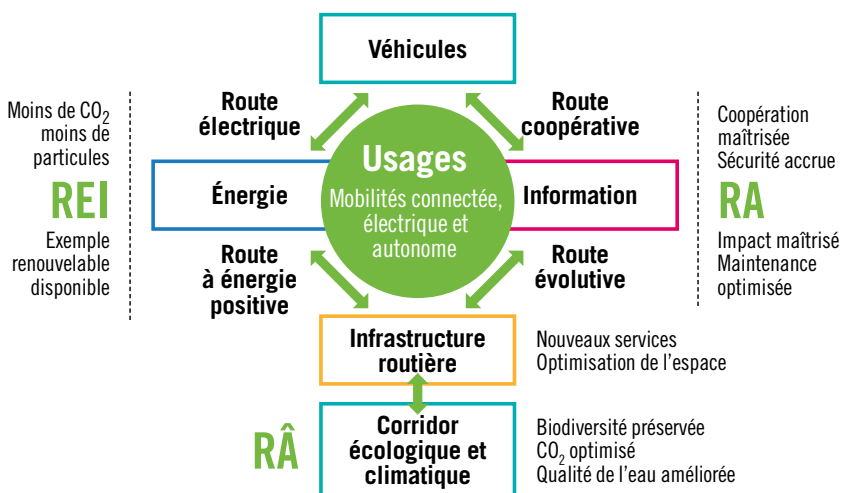 Véhicules
Moins de CO2
moins de
particules
REI
Exemple
renouvelable
disponible
Route
électrique
Route
coopérative
Énergie
Usages
Mobilités connectée,
électrique et
autonome
Information
Route
à énergie
positive
Route
évolutive
Coopération
maîtrisée
Sécurité accrue
RA
Impact maîtrisé
Maintenance
optimisée
Infrastructure
routière
Nouveaux services
Optimisation de l'espace
RÂ
Corridor
écologique et
climatique
Biodiversité préservée
CO2 optimisé
Qualité de l'eau améliorée